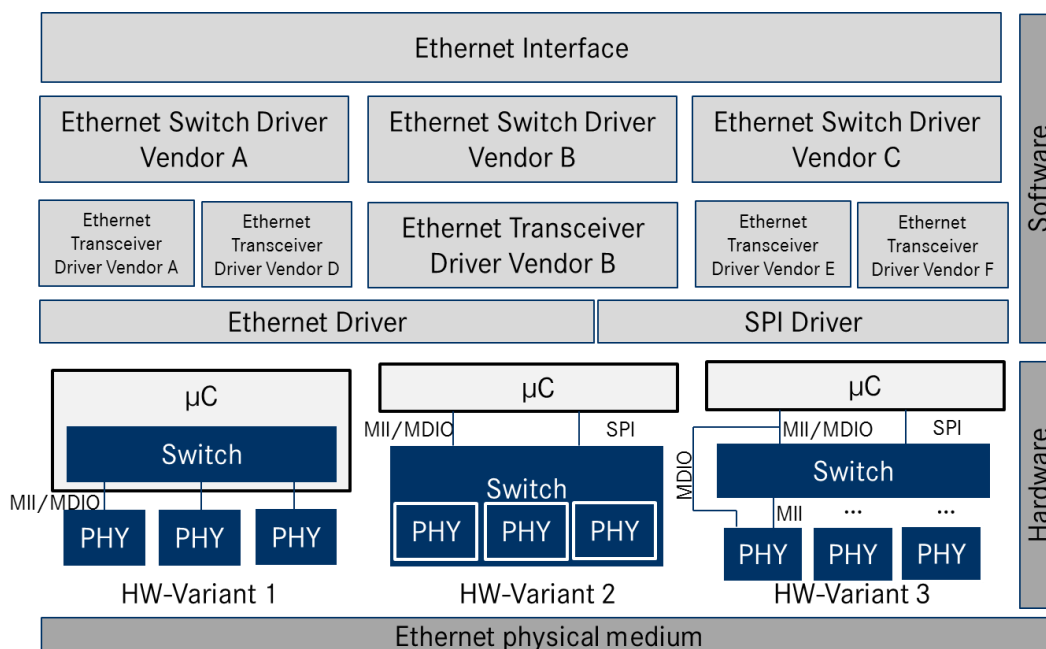 Ethernet Interface
Software
Ethernet Switch Driver
Vendor A
Ethernet Switch Driver
Vendor B
Ethernet Switch Driver
Vendor C
Ethernet
Transceiver
Driver Vendor A
Ethernet
Transceiver
Driver Vendor D
Ethernet Transceiver
Driver Vendor B
Ethernet
Transceiver
Driver Vendor E
Ethernet
Transceiver
Driver Vendor F
Ethernet Driver
SPI Driver
Hardware
µC
Switch
MII/MDIO
PHY
PHY
PHY
HW-Variant 1
µC
MII/MDIO
SPI
Switch
PHY
PHY
PHY
HW-Variant 2
µC
MII/MDIO
SPI
MDIO
Switch
MII
...
...
PHY
PHY
PHY
HW-Variant 3
Ethernet physical medium